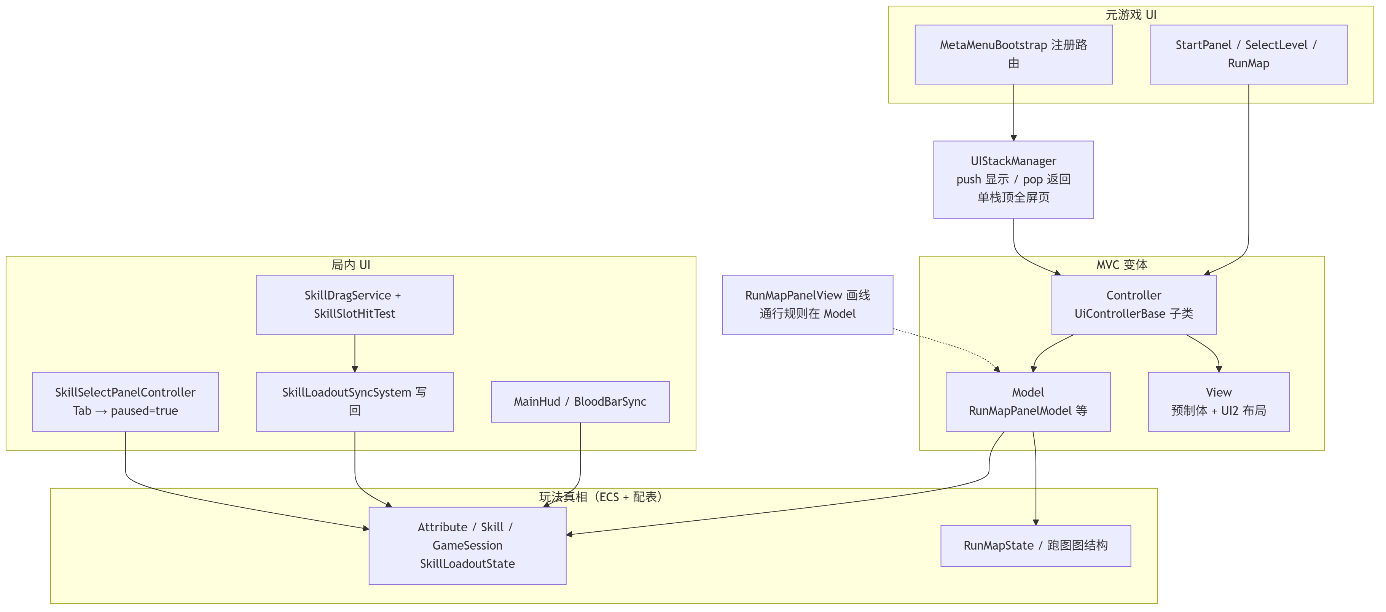 元游戏 UI
MetaMenuBootstrap 注册路
由
StartPanel / SelectLevel /
RunMap
UIStackManager
push 显示 / pop 返回
单栈顶全屏页
局内 UI
SkillDragService +
SkillSlotHitTest
SkillSelectPanelController
Tab → paused=true
SkillLoadoutSyncSystem 写
回
MainHud / BloodBarSync
RunMapPanelView 画线
通行规则在 Model
MVC 变体
Controller
UiControllerBase 子类
Model
RunMapPanelModel 等
View
预制体 + UI2 布局
玩法真相（ECS + 配表）
Attribute / Skill /
GameSession
SkillLoadoutState
RunMapState / 跑图图结构